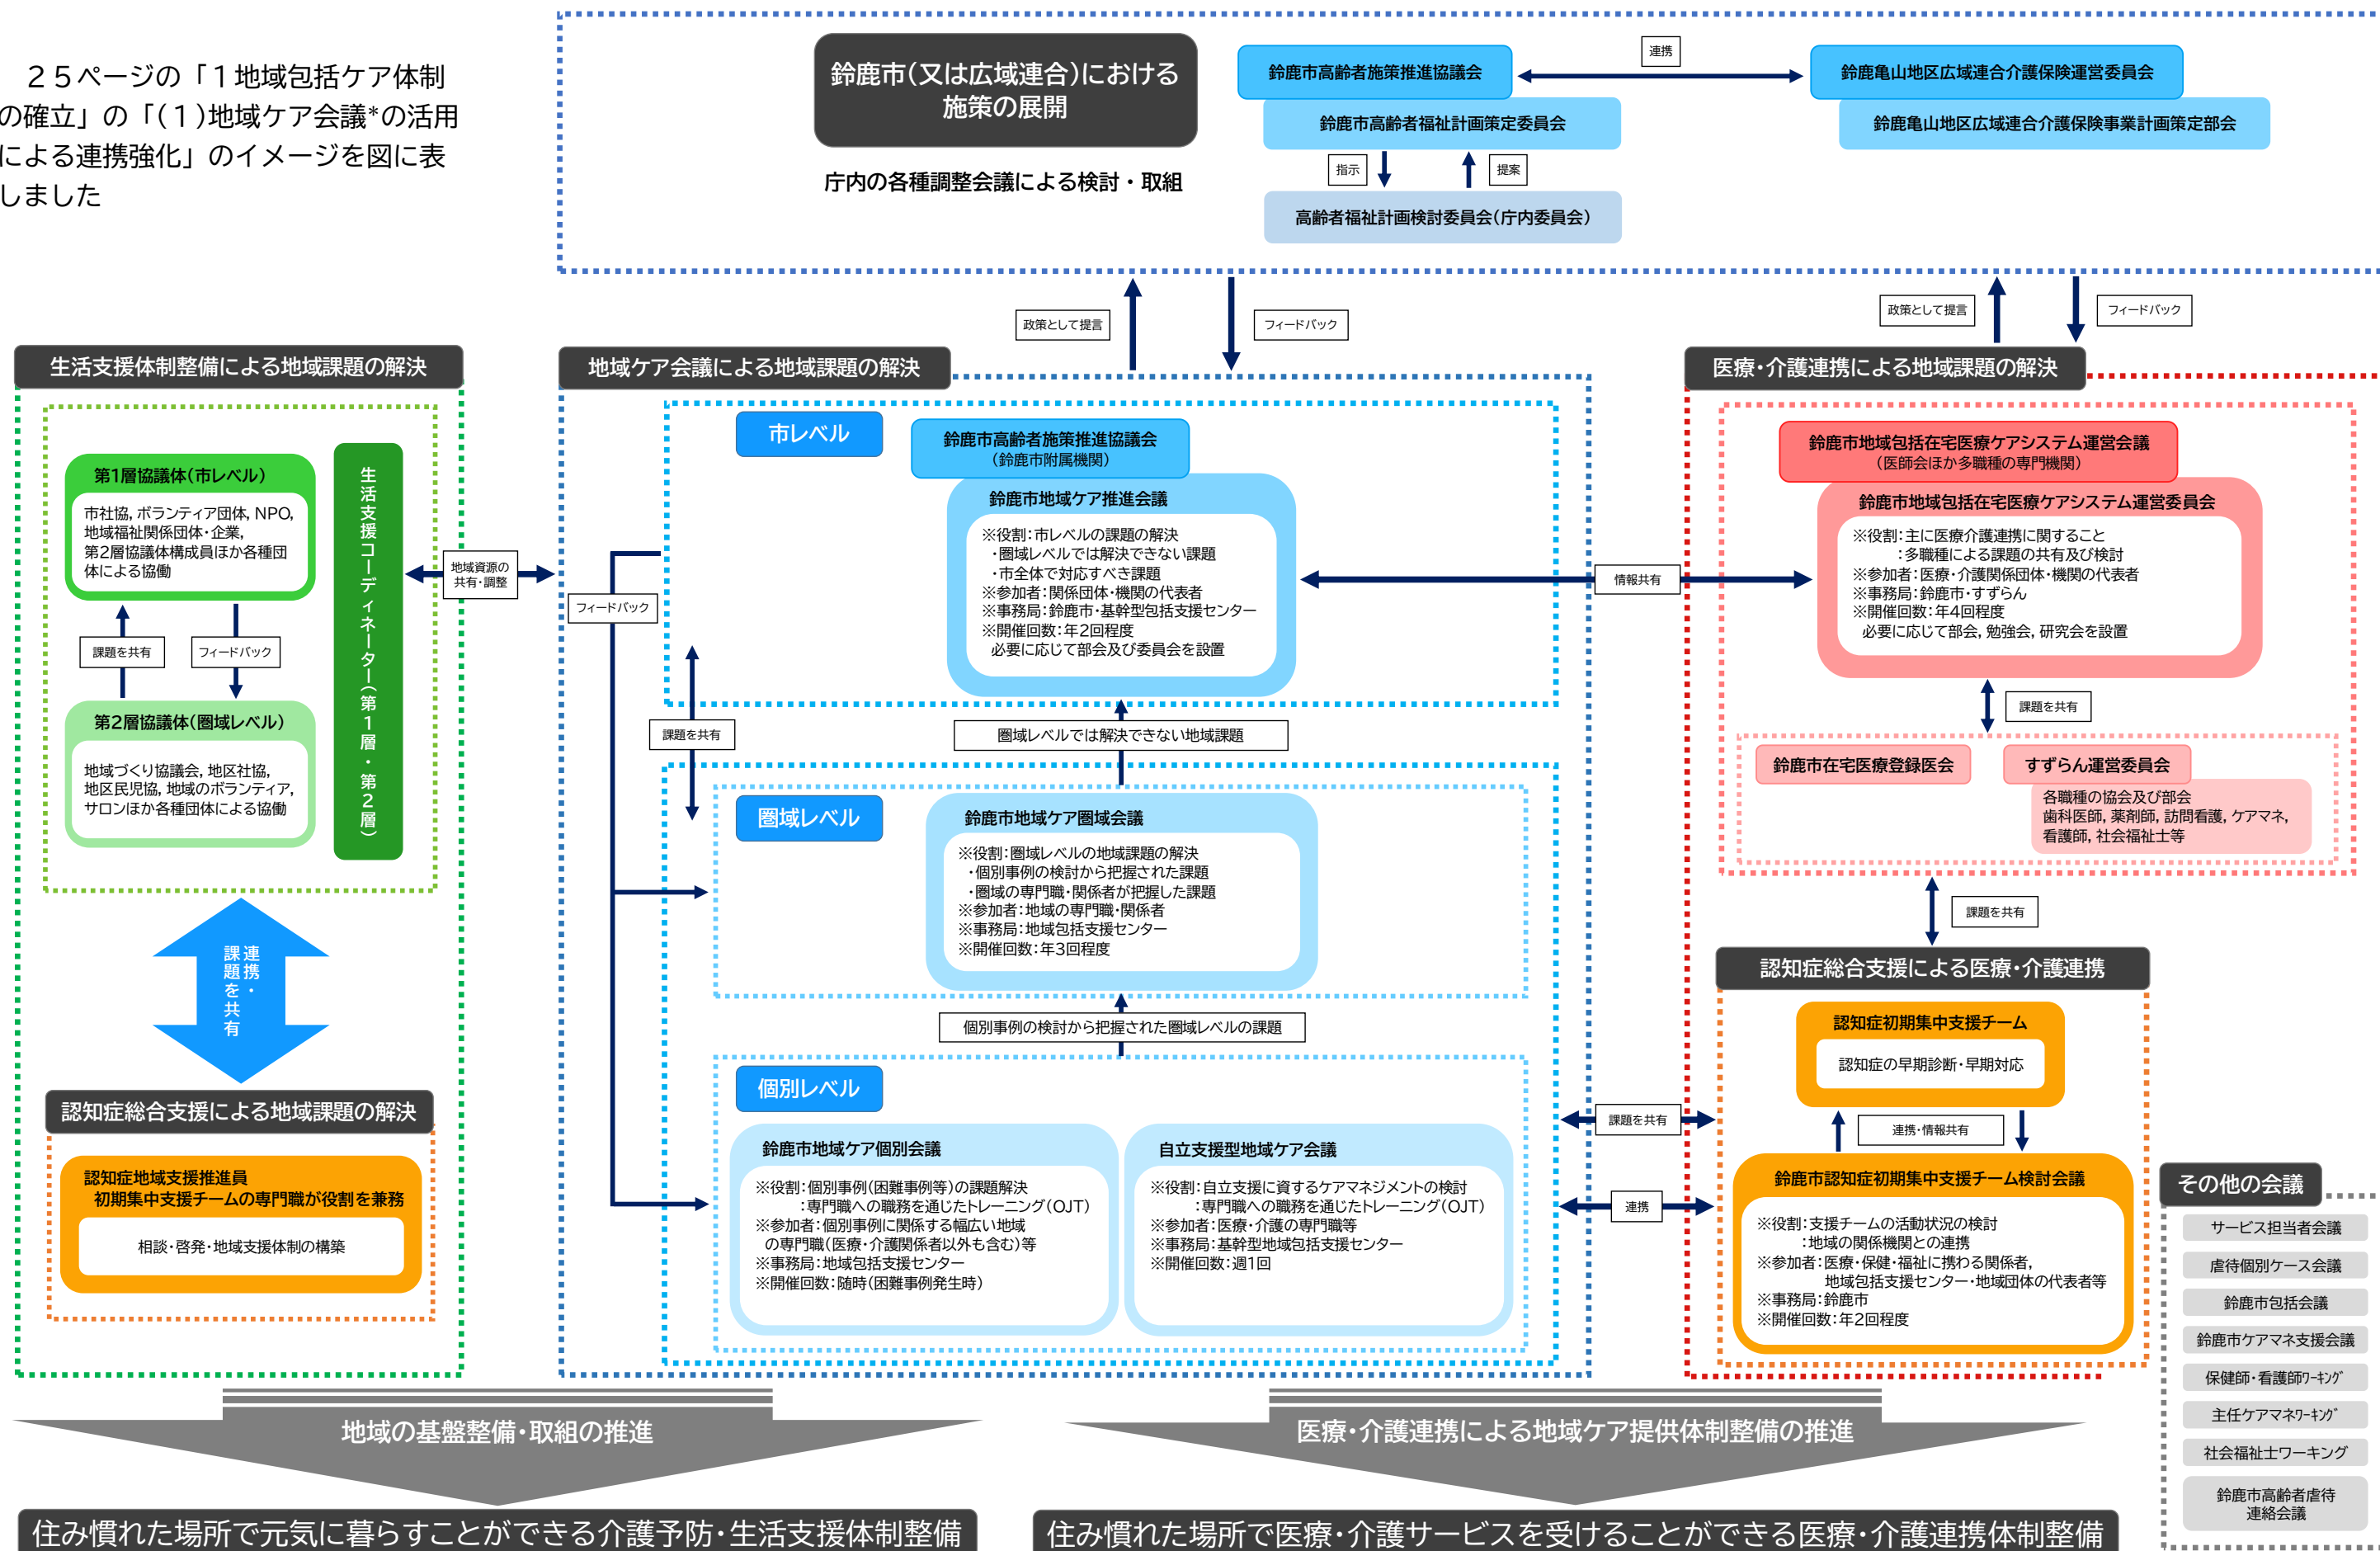 ２５ページの「１地域包括ケア体制
の確立」の「(１)地域ケア会議*の活用
による連携強化」のイメージを図に表
しました
鈴鹿市(又は広域連合)における
施策の展開
庁内の各種調整会議による検討・取組
鈴鹿市高齢者施策推進協議会
連携
鈴鹿亀山地区広域連合介護保険運営委員会
鈴鹿市高齢者福祉計画策定委員会
鈴鹿亀山地区広域連合介護保険事業計画策定部会
指示
提案
高齢者福祉計画検討委員会(庁内委員会)
政策として提言
フィードバック
政策として提言
フィードバック
生活支援体制整備による地域課題の解決
第1層協議体(市レベル)
市社協，ボランティア団体，NPO，
地域福祉関係団体・企業，
第2層協議体構成員ほか各種団
体による協働
課題を共有
フィードバック
第2層協議体(圏域レベル)
地域づくり協議会，地区社協，
地区民児協，地域のボランティア，
サロンほか各種団体による協働
生活支援コーディネーター(第1層・第2層)
連携・
課題を共有
認知症総合支援による地域課題の解決
認知症地域支援推進員
初期集中支援チームの専門職が役割を兼務
相談・啓発・地域支援体制の構築
地域資源の
共有・調整
地域ケア会議による地域課題の解決
市レベル
鈴鹿市高齢者施策推進協議会
(鈴鹿市附属機関)
鈴鹿市地域ケア推進会議
※役割：市レベルの課題の解決
・圏域レベルでは解決できない課題
・市全体で対応すべき課題
※参加者：関係団体・機関の代表者
※事務局：鈴鹿市・基幹型包括支援センター
※開催回数：年2回程度
必要に応じて部会及び委員会を設置
フィードバック
課題を共有
圏域レベルでは解決できない地域課題
圏域レベル
鈴鹿市地域ケア圏域会議
※役割：圏域レベルの地域課題の解決
・個別事例の検討から把握された課題
・圏域の専門職・関係者が把握した課題
※参加者：地域の専門職・関係者
※事務局：地域包括支援センター
※開催回数：年3回程度
個別事例の検討から把握された圏域レベルの課題
個別レベル
鈴鹿市地域ケア個別会議
※役割：個別事例(困難事例等)の課題解決
：専門職への職務を通じたトレーニング(OJT)
※参加者：個別事例に関係する幅広い地域
の専門職(医療・介護関係者以外も含む)等
※事務局：地域包括支援センター
※開催回数：随時(困難事例発生時)
自立支援型地域ケア会議
※役割：自立支援に資するケアマネジメントの検討
：専門職への職務を通じたトレーニング(OJT)
※参加者：医療・介護の専門職等
※事務局：基幹型地域包括支援センター
※開催回数：週1回
情報共有
課題を共有
連携
医療・介護連携による地域課題の解決
鈴鹿市地域包括在宅医療ケアシステム運営会議
(医師会ほか多職種の専門機関)
鈴鹿市地域包括在宅医療ケアシステム運営委員会
※役割：主に医療介護連携に関すること
：多職種による課題の共有及び検討
※参加者：医療・介護関係団体・機関の代表者
※事務局：鈴鹿市・すずらん
※開催回数：年4回程度
必要に応じて部会，勉強会，研究会を設置
課題を共有
鈴鹿市在宅医療登録医会
すずらん運営委員会
各職種の協会及び部会
歯科医師，薬剤師，訪問看護，ケアマネ，
看護師，社会福祉士等
課題を共有
認知症総合支援による医療・介護連携
認知症初期集中支援チーム
認知症の早期診断・早期対応
連携・情報共有
鈴鹿市認知症初期集中支援チーム検討会議
※役割：支援チームの活動状況の検討
：地域の関係機関との連携
※参加者：医療・保健・福祉に携わる関係者，
地域包括支援センター・地域団体の代表者等
※事務局：鈴鹿市
※開催回数：年2回程度
その他の会議
サービス担当者会議
虐待個別ケース会議
鈴鹿市包括会議
鈴鹿市ケアマネ支援会議
保健師・看護師ﾜｰｷﾝｸﾞ
主任ケアマネﾜｰｷﾝｸﾞ
社会福祉士ワーキング
鈴鹿市高齢者虐待
連絡会議
地域の基盤整備・取組の推進
医療・介護連携による地域ケア提供体制整備の推進
住み慣れた場所で元気に暮らすことができる介護予防・生活支援体制整備
住み慣れた場所で医療・介護サービスを受けることができる医療・介護連携体制整備